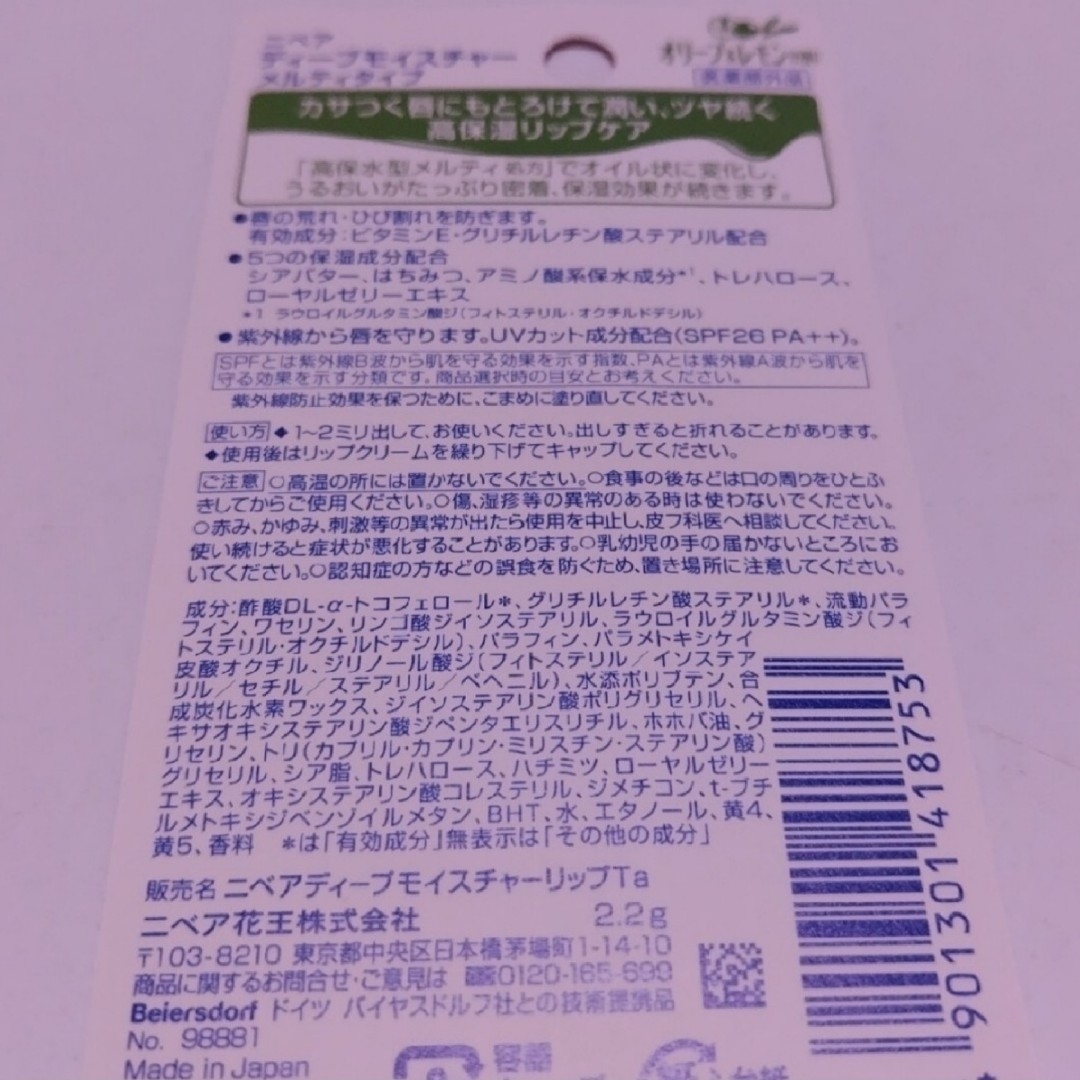 ニベア
ディープモイスチャー
メルティタイプ
オリーブ&レモンの香り
医薬部外品
カサつく唇にもとろけて潤い、ツヤ続く
高保湿リップケア
「高保水型メルティ処方」でオイル状に変化し、
うるおいがたっぷり密着、保湿効果が続きます。
●唇の荒れ・ひび割れを防ぎます。
有効成分:ビタミンE・グリチルレチン酸ステアリル配合
●5つの保湿成分配合
シアバター、はちみつ、アミノ酸系保水成分*1、トレハロース、
ローヤルゼリーエキス
*1 ラウロイルグルタミン酸ジ(フィトステリル・オクチルドデシル)
●紫外線から唇を守ります。UVカット成分配合(SPF26 PA++)。
SPFとは紫外線B波から肌を守る効果を示す指数、PAとは紫外線A波から肌を
守る効果を示す分類です。商品選択時の目安とお考えください。
紫外線防止効果を保つために、こまめに塗り直してください。
使い方◆1~2ミリ出して、お使いください。出しすぎると折れることがあります。
◆使用後はリップクリームを繰り下げてキャップしてください。
ご注意 ○高温の所には置かないでください。○食事の後などは口の周りをひとふ
きしてからご使用ください。○傷、湿疹等の異常のある時は使わないでください。
○赤み、かゆみ、刺激等の異常が出たら使用を中止し、皮フ科医へ相談してください。
使い続けると症状が悪化することがあります。○乳幼児の手の届かないところにお
いてください。○認知症の方などの誤食を防ぐため、置き場所に注意してください。
成分:酢酸DL-α-トコフェロール*、グリチルレチン酸ステアリル*、流動パラ
フィン、ワセリン、リンゴ酸ジイソステアリル、ラウロイルグルタミン酸ジ(フィ
トステリル・オクチルドデシル)、パラフィン、パラメトキシケイ
皮酸オクチル、ジリノール酸ジ(フィトステリル/イソステア
リル/セチル/ステアリル/ベヘニル)、水添ポリブテン、合
成炭化水素ワックス、ジイソステアリン酸ポリグリセリル、ヘ
キサオキシステアリン酸ジペンタエリスリチル、ホホバ油、グ
リセリン、トリ(カプリル・カプリン・ミリスチン・ステアリン酸)
グリセリル、シア脂、トレハロース、ハチミツ、ローヤルゼリー
エキス、オキシステアリン酸コレステリル、ジメチコン、t-ブチ
ルメトキシジベンゾイルメタン、BHT、水、エタノール、黄4、
黄5、香料 *は「有効成分」無表示は「その他の成分」
販売名 ニベアディープモイスチャーリップTa
ニベア花王株式会社 2.2g
〒103-8210 東京都中央区日本橋茅場町1-14-10
商品に関するお問合せ・ご意見は 0120-165-699
Beiersdorf ドイツ バイヤスドルフ社との技術提携品
No. 98881
Made in Japan
容器
台紙
4 901301 418753